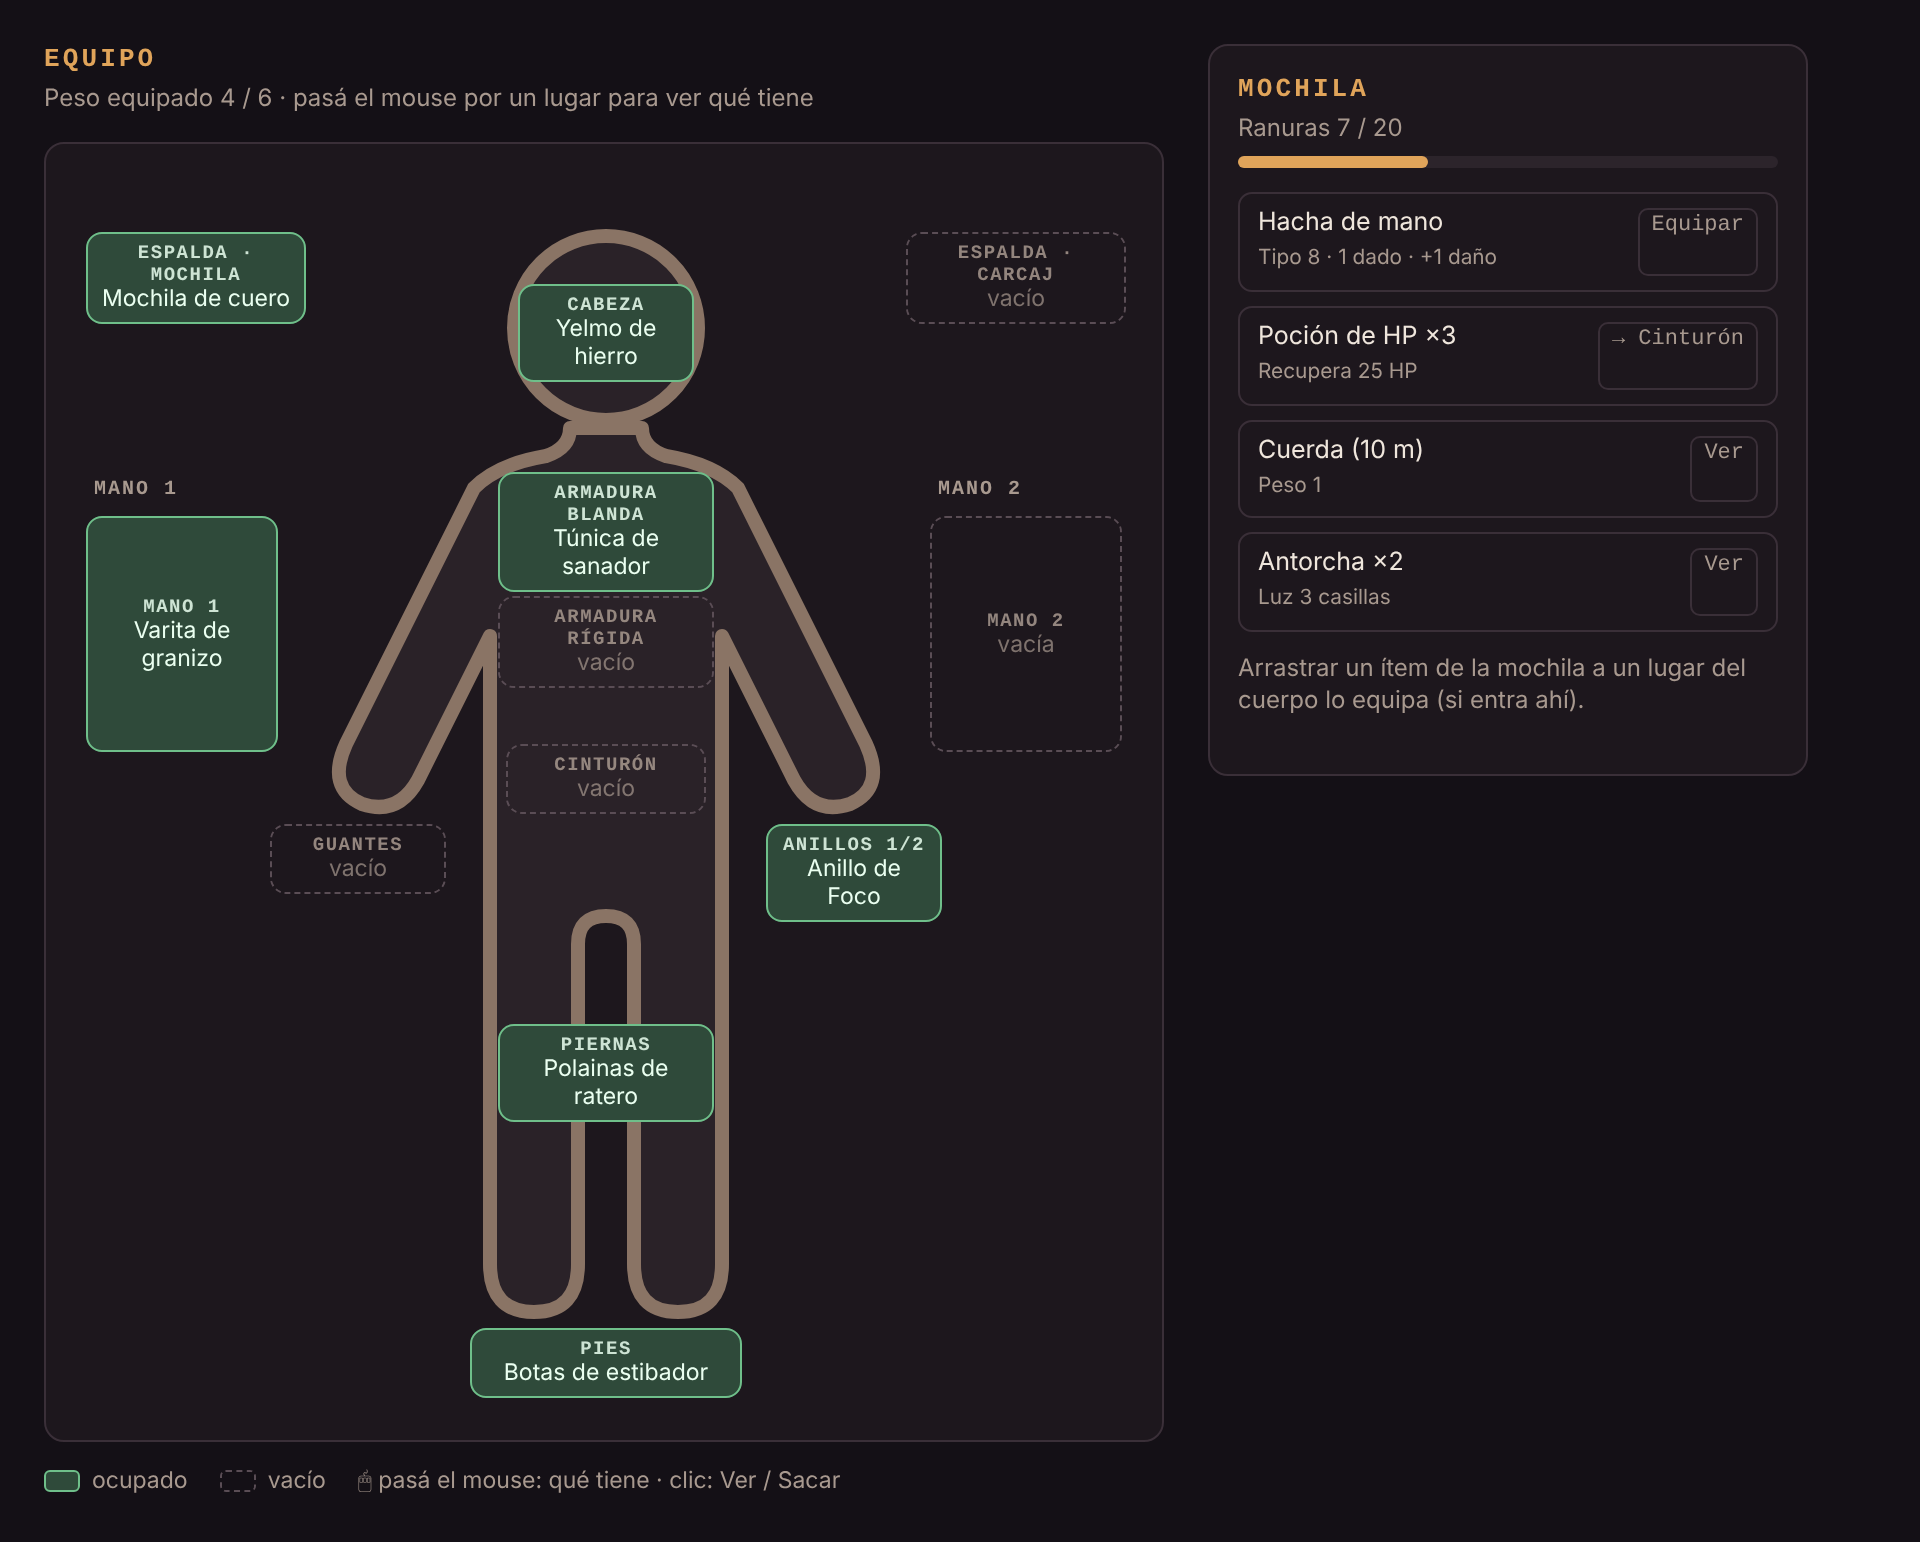 EQUIPO
Peso equipado 4 / 6 · pasá el mouse por un lugar para ver qué tiene
ESPALDA ·
MOCHILA
Mochila de cuero
CABEZA
Yelmo de
hierro
ESPALDA ·
CARCAJ
vacío
MANO 1
MANO 1
Varita de
granizo
ARMADURA
BLANDA
Túnica de
sanador
ARMADURA
RÍGIDA
vacío
MANO 2
MANO 2
vacía
CINTURÓN
vacío
GUANTES
vacío
ANILLOS 1/2
Anillo de
Foco
PIERNAS
Polainas de
ratero
PIES
Botas de estibador
ocupado
vacío
pasá el mouse: qué tiene · clic: Ver / Sacar
MOCHILA
Ranuras 7 / 20
Hacha de mano
Equipar
Tipo 8 · 1 dado · +1 daño
Poción de HP ×3
→ Cinturón
Recupera 25 HP
Cuerda (10 m)
Ver
Peso 1
Antorcha ×2
Ver
Luz 3 casillas
Arrastrar un ítem de la mochila a un lugar del
cuerpo lo equipa (si entra ahí).